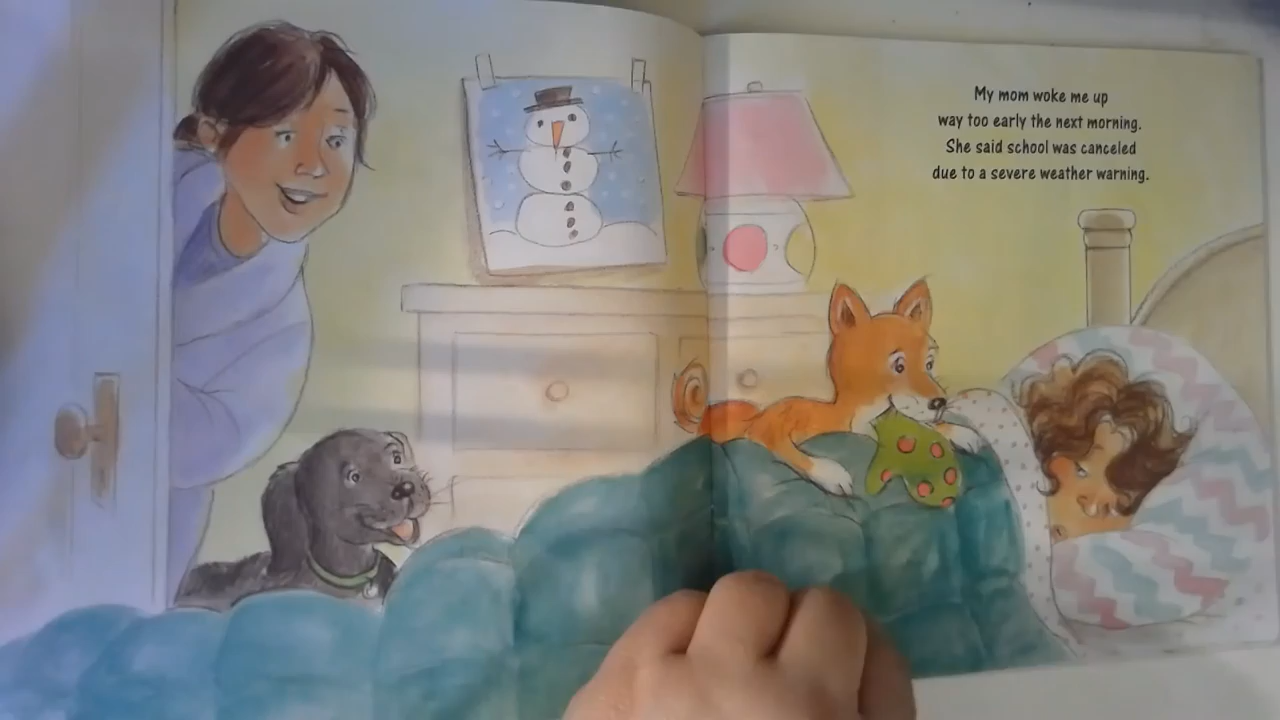 My mom woke me up
way too early the next morning.
She said school was canceled
due to a severe weather warning.